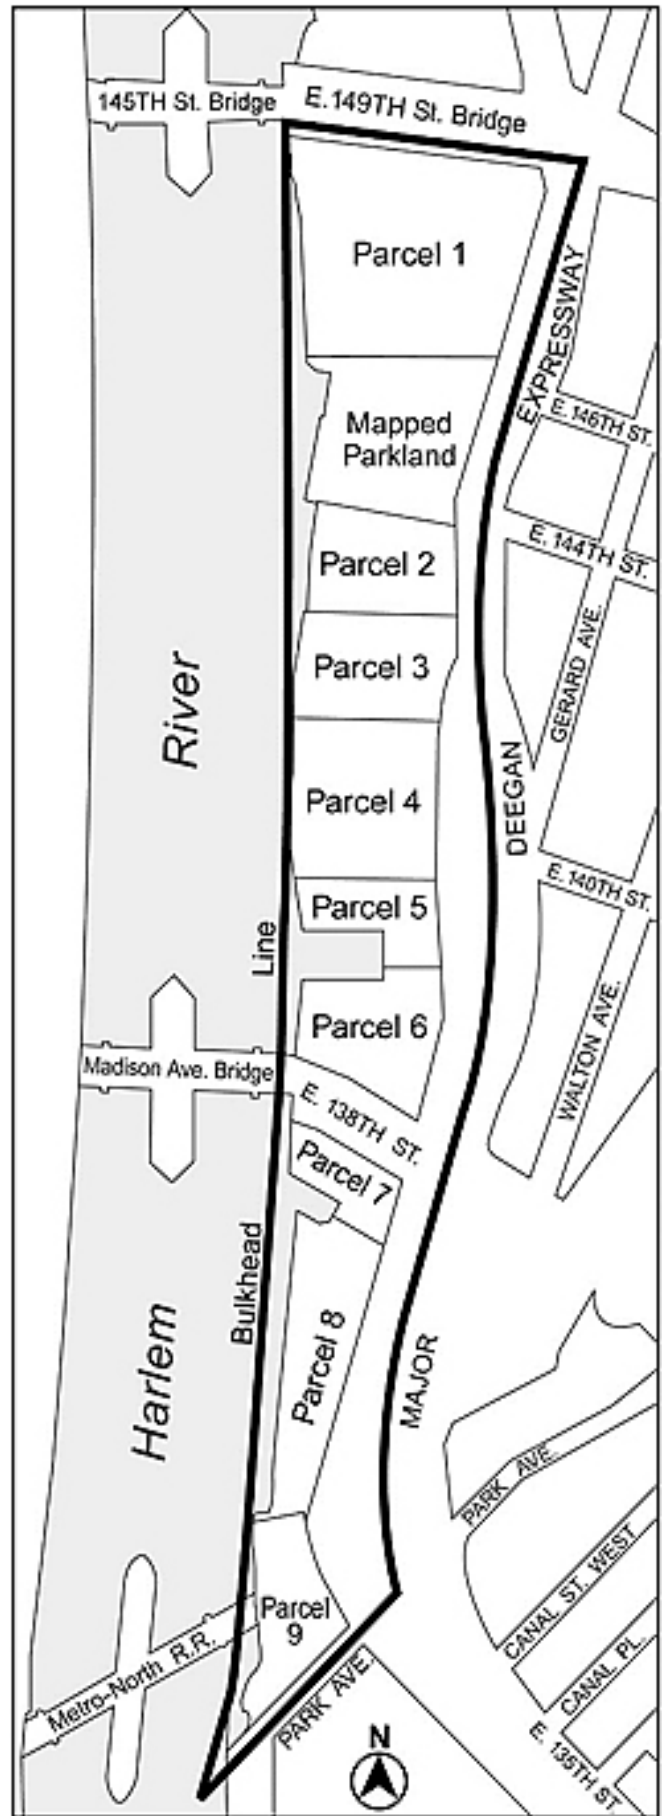 145TH St. Bridge
E. 149TH St. Bridge
Parcel 1
EXPRESSWAY
Mapped
Parkland
E. 146TH ST.
Parcel 2
E. 144TH ST.
Parcel 3
GERARD AVE.
River
Parcel 4
DEEGAN
E. 140TH ST.
Parcel 5
Line
Parcel 6
WALTON AVE.
Madison Ave. Bridge
E. 138TH ST.
Parcel 7
Bulkhead
Parcel 8
Harlem
MAJOR
PARK AVE.
CANAL ST. WEST
Parcel
9
Metro-North R.R.
CANAL PL.
PARK AVE.
E. 135TH ST.
N